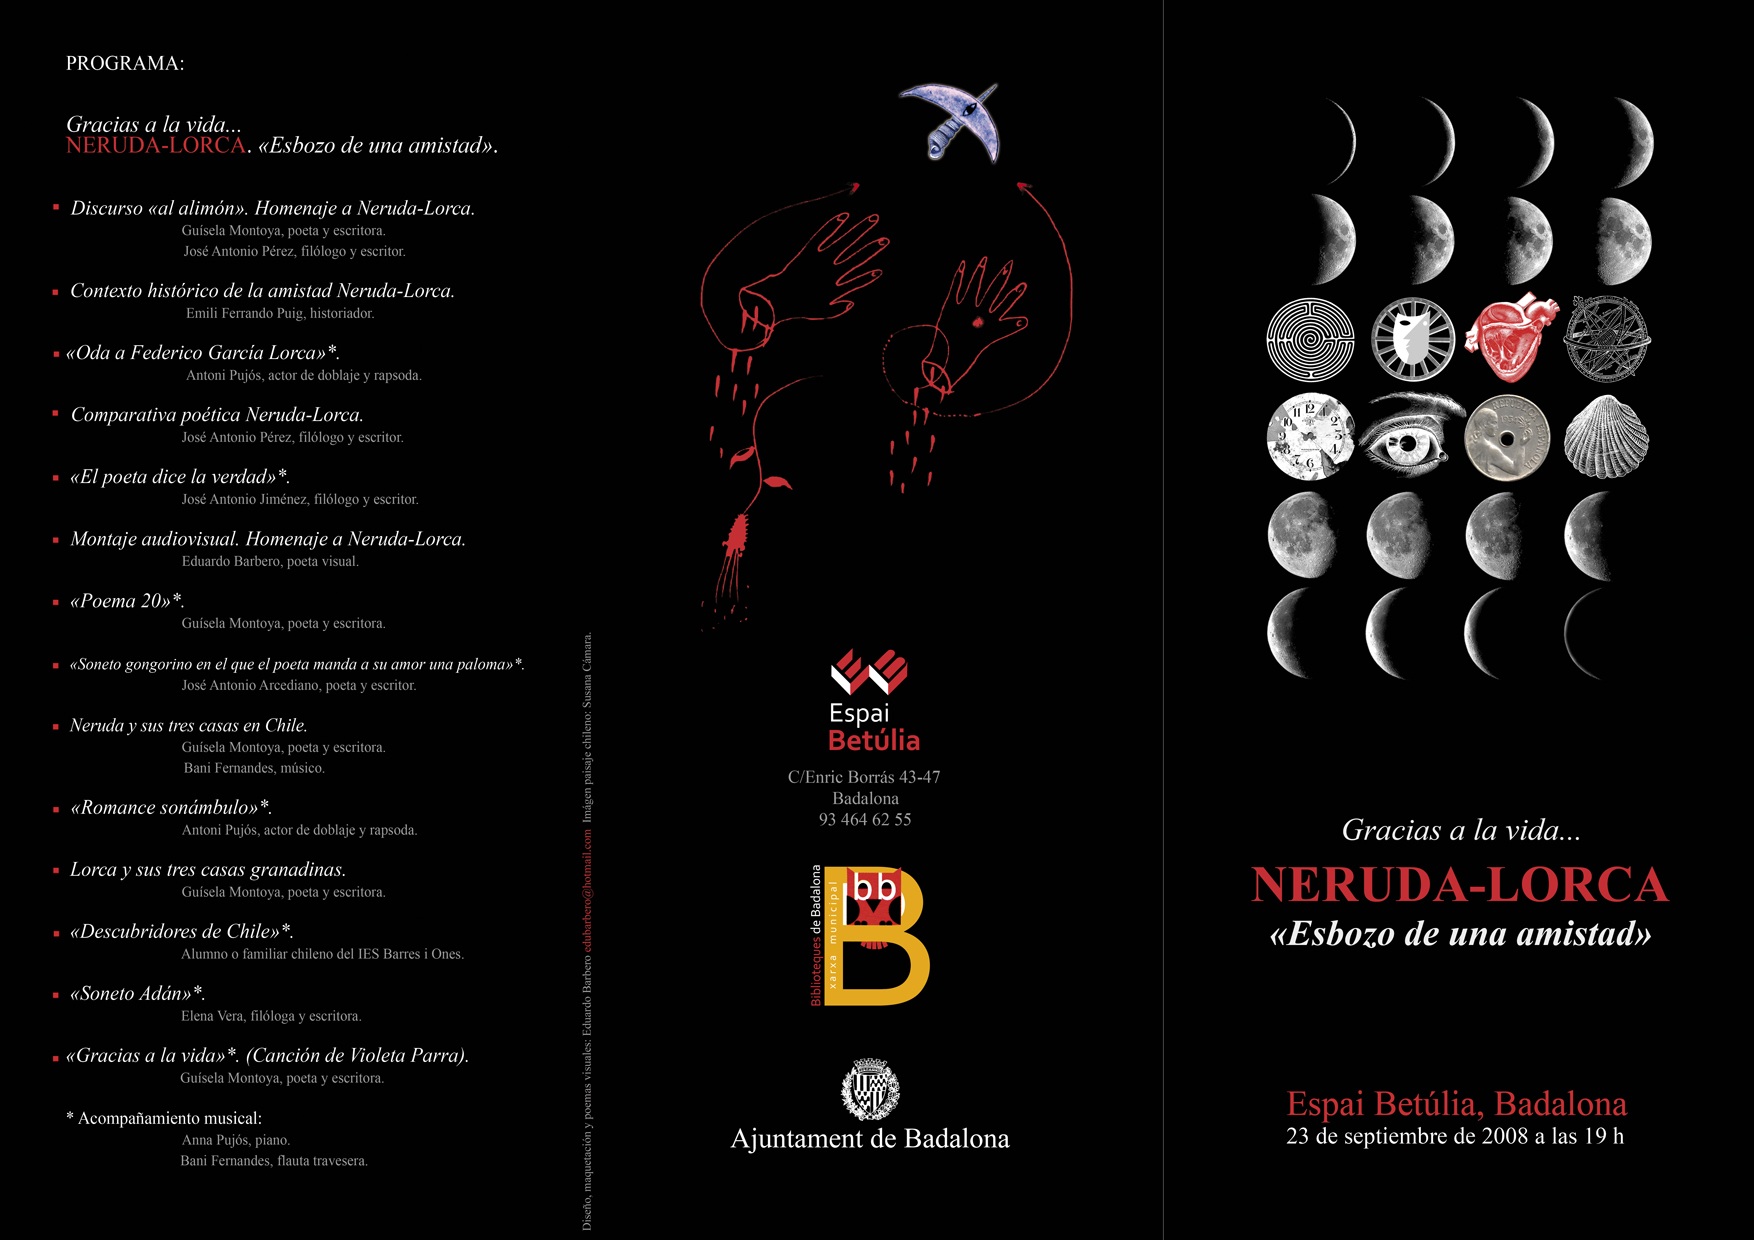 PROGRAMA:
Gracias a la vida...
NERUDA-LORCA. «Esbozo de una amistad».
Discurso «al alimón». Homenaje a Neruda-Lorca.
Guísela Montoya, poeta y escritora.
José Antonio Pérez, filólogo y escritor.
Contexto histórico de la amistad Neruda-Lorca.
Emili Ferrando Puig, historiador.
«Oda a Federico García Lorca»*.
Antoni Pujós, actor de doblaje y rapsoda.
Comparativa poética Neruda-Lorca.
José Antonio Pérez, filólogo y escritor.
«El poeta dice la verdad»*.
José Antonio Jiménez, filólogo y escritor.
Montaje audiovisual. Homenaje a Neruda-Lorca.
Eduardo Barbero, poeta visual.
«Poema 20»*.
Guísela Montoya, poeta y escritora.
«Soneto gongorino en el que el poeta manda a su amor una paloma»*.
José Antonio Arcediano, poeta y escritor.
Neruda y sus tres casas en Chile.
Guísela Montoya, poeta y escritora.
Bani Fernandes, músico.
«Romance sonámbulo»*.
Antoni Pujós, actor de doblaje y rapsoda.
Lorca y sus tres casas granadinas.
Guísela Montoya, poeta y escritora.
«Descubridores de Chile»*.
Alumno o familiar chileno del IES Barres i Ones.
«Soneto Adán»*.
Elena Vera, filóloga y escritora.
«Gracias a la vida»*. (Canción de Violeta Parra).
Guísela Montoya, poeta y escritora.
* Acompañamiento musical:
Anna Pujós, piano.
Bani Fernandes, flauta travesera.
Diseño, maquetación y poemas visuales: Eduardo Barbero edubarbero@hotmail.com Imágen paisaje chileno: Susana Cámara.
Espai
Betúlia
C/Enric Borrás 43-47
Badalona
93 464 62 55
Biblioteques de Badalona
xarxa municipal
bb
Ajuntament de Badalona
Gracias a la vida...
NERUDA-LORCA
«Esbozo de una amistad»
Espai Betúlia, Badalona
23 de septiembre de 2008 a las 19 h